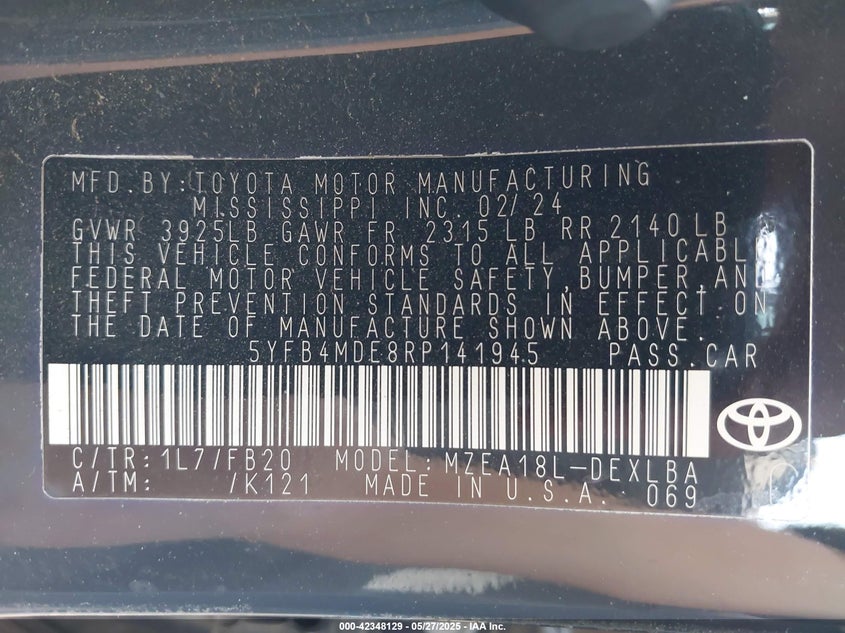 MFD.BY:TOYOTA MOTOR MANUFACTURING
MISSISSIPPI INC. 02/24
GVWR 3925LB GAWR FR 2315 LB RR 2140 LB
THIS VEHICLE CONFORMS TO ALL APPLICABLE
FEDERAL MOTOR VEHICLE SAFETY,BUMPER,AND
THEFT PREVENTION STANDARDS IN EFFECT ON
THE DATE OF MANUFACTURE SHOWN ABOVE.
5YFB4MDE8RP141945 PASS.CAR
C/TR:1L7/FB20 MODEL:MZEA18L-DEXLBA
A/TM: /K121 MADE IN U.S.A. 069
000-42348129 - 05/27/2025 - IAA Inc.